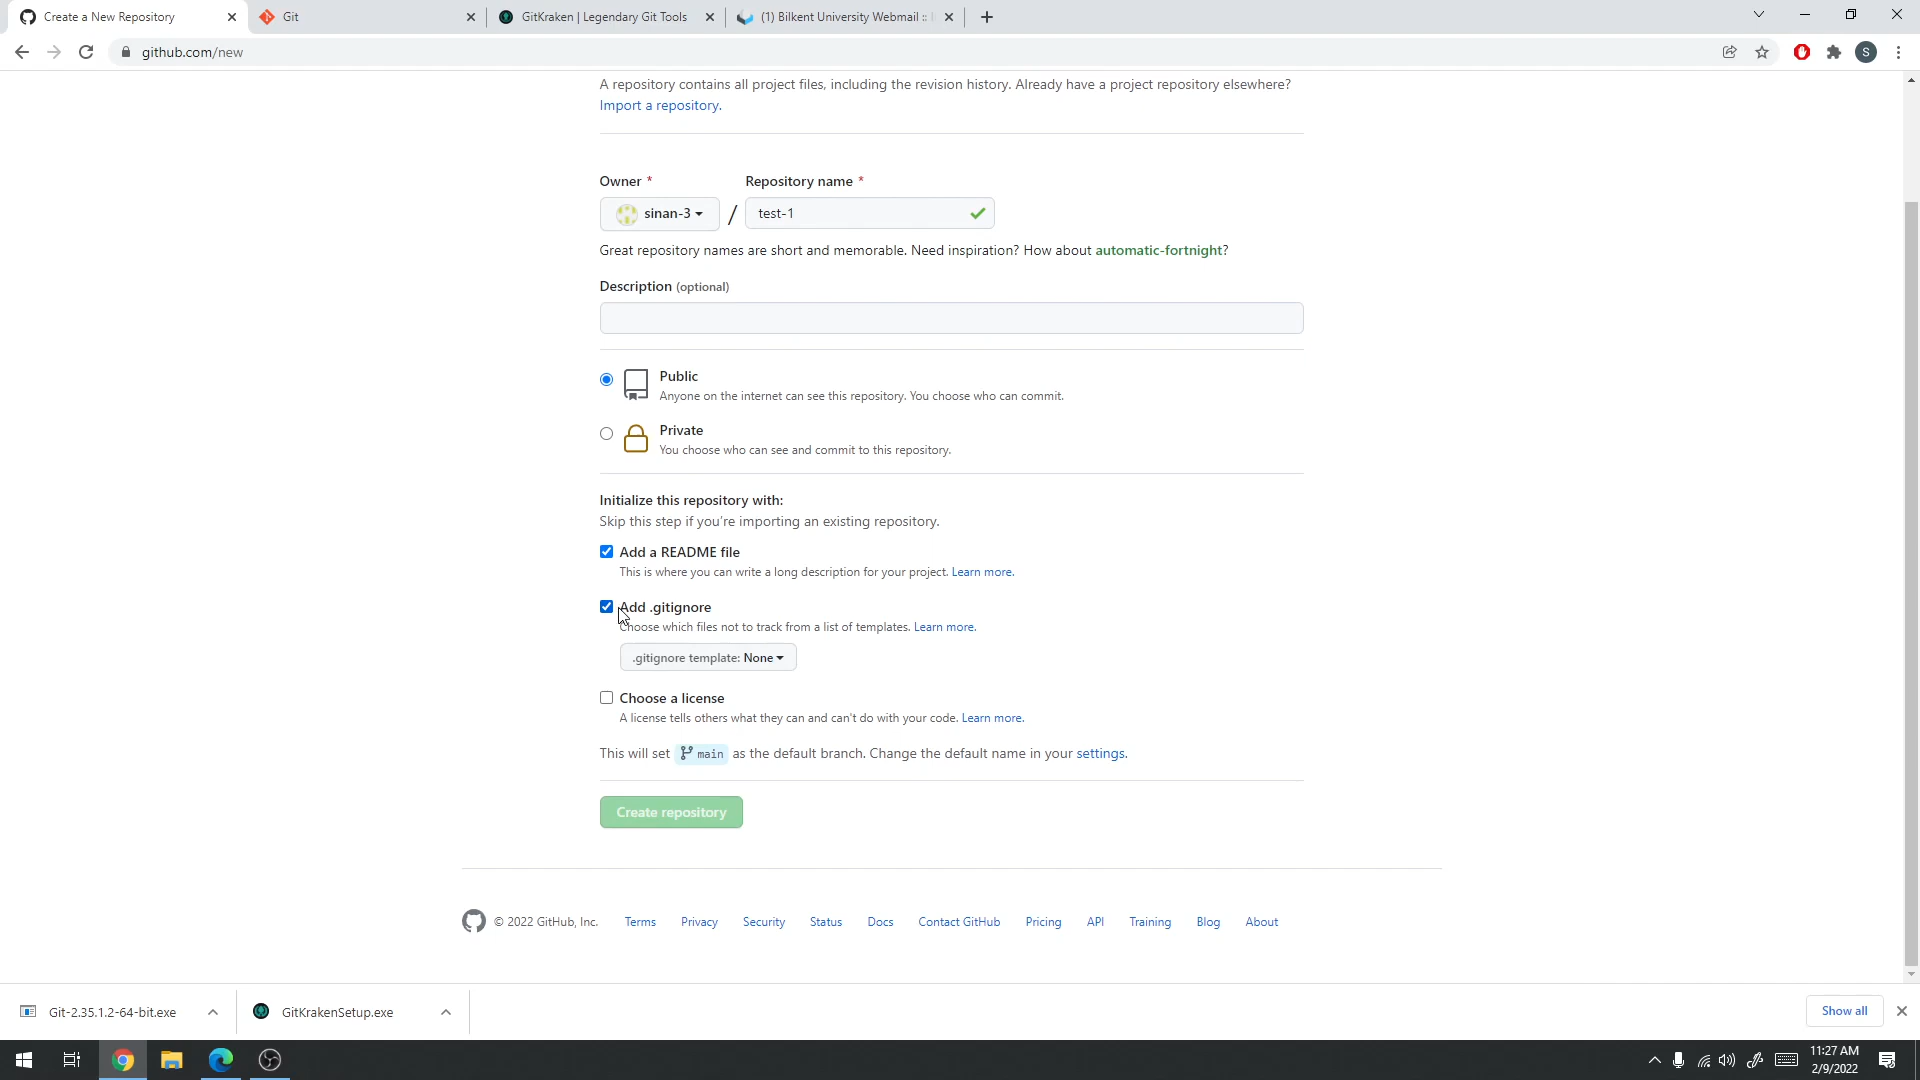 Create a New Repository
Git
GitKraken | Legendary Git Tools
(1) Bilkent University Webmail ::
github.com/new
S
A repository contains all project files, including the revision history. Already have a project repository elsewhere?
Import a repository.
Owner *
Repository name *
sinan-3
/
test-1
Great repository names are short and memorable. Need inspiration? How about automatic-fortnight?
Description (optional)
Public
Anyone on the internet can see this repository. You choose who can commit.
Private
You choose who can see and commit to this repository.
Initialize this repository with:
Skip this step if you're importing an existing repository.
Add a README file
This is where you can write a long description for your project. Learn more.
Add .gitignore
Choose which files not to track from a list of templates. Learn more.
.gitignore template: None
Choose a license
A license tells others what they can and can't do with your code. Learn more.
This will set main as the default branch. Change the default name in your settings.
Create repository
© 2022 GitHub, Inc.
Terms
Privacy
Security
Status
Docs
Contact GitHub
Pricing
API
Training
Blog
About
Git-2.35.1.2-64-bit.exe
GitKrakenSetup.exe
Show all
11:27 AM
2/9/2022